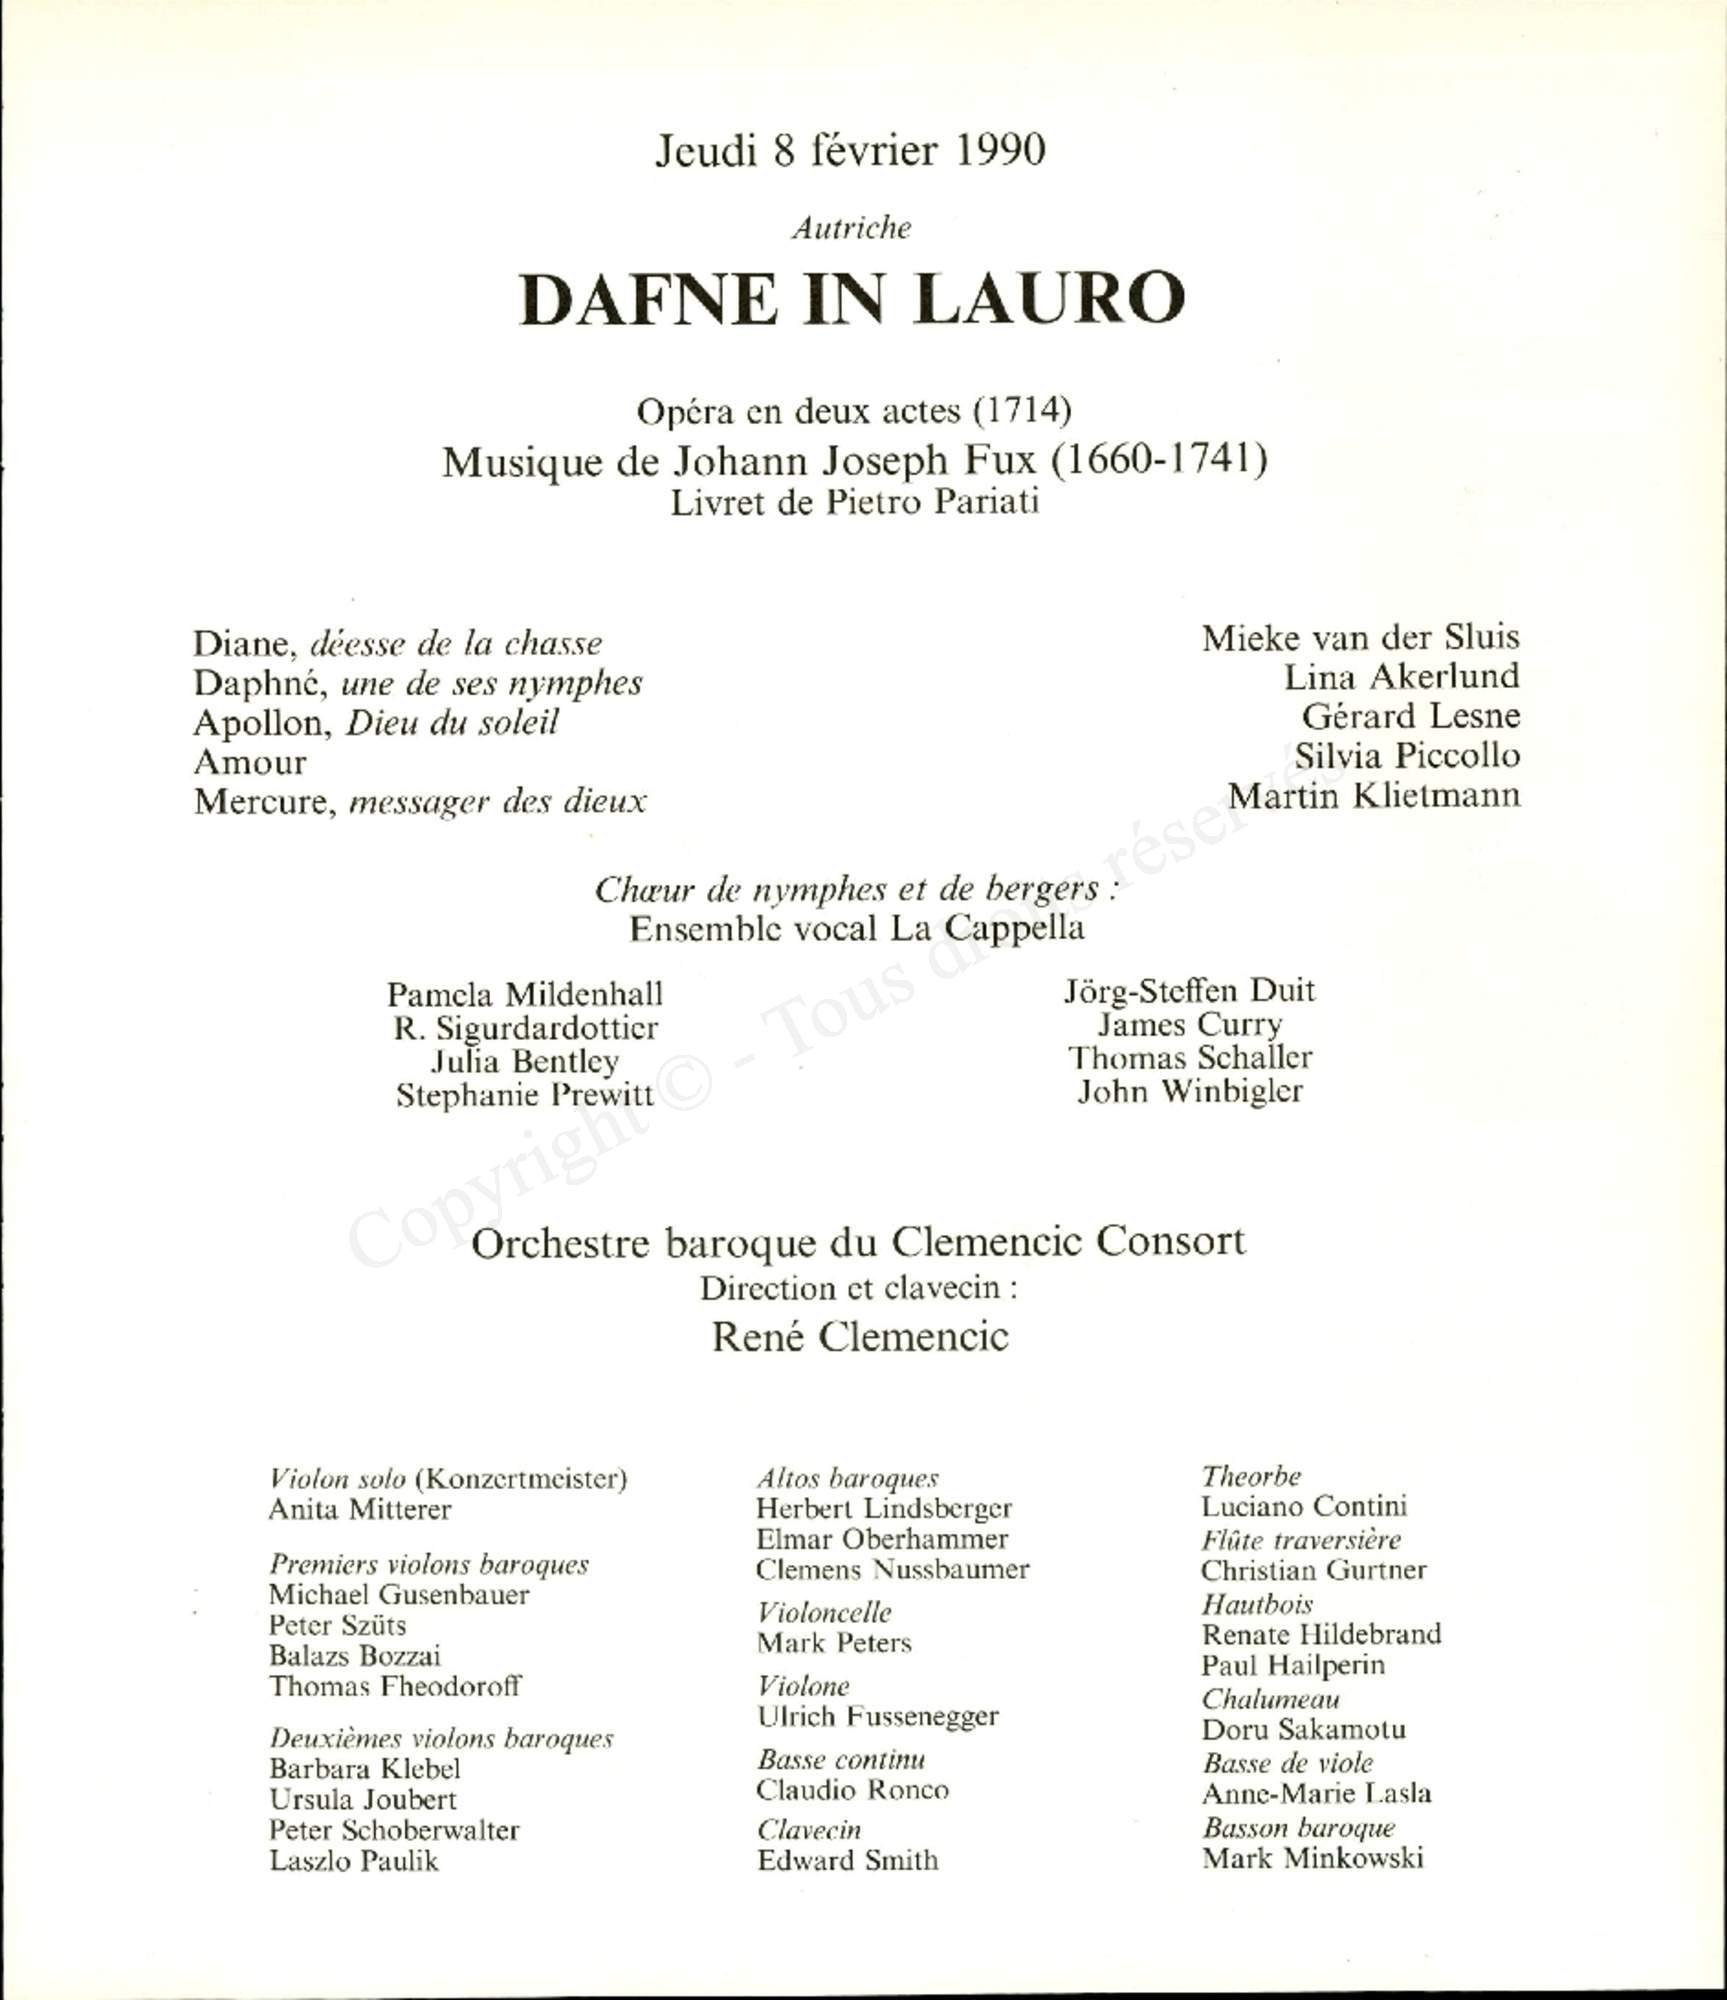 Jeudi 8 février 1990
Autriche
DAFNE IN LAURO
Opéra en deux actes (1714)
Musique de Johann Joseph Fux (1660-1741)
Livret de Pietro Pariati
Diane, déesse de la chasse Mieke van der Sluis
Daphné, une de ses nymphes Lina Akerlund
Apollon, Dieu du soleil Gérard Lesne
Amour Silvia Piccollo
Mercure, messager des dieux Martin Klietmann
Chœur de nymphes et de bergers :
Ensemble vocal La Cappella
Pamela Mildenhall
R. Sigurdardottier
Julia Bentley
Stephanie Prewitt
Jörg-Steffen Duit
James Curry
Thomas Schaller
John Winbigler
Copyright © - Tous droits réservés
Orchestre baroque du Clemencic Consort
Direction et clavecin :
René Clemencic
Violon solo (Konzertmeister)
Anita Mitterer
Premiers violons baroques
Michael Gusenbauer
Peter Szüts
Balazs Bozzai
Thomas Fheodoroff
Deuxièmes violons baroques
Barbara Klebel
Ursula Joubert
Peter Schoberwalter
Laszlo Paulik
Altos baroques
Herbert Lindsberger
Elmar Oberhammer
Clemens Nussbaumer
Violoncelle
Mark Peters
Violone
Ulrich Fussenegger
Basse continu
Claudio Ronco
Clavecin
Edward Smith
Theorbe
Luciano Contini
Flûte traversière
Christian Gurtner
Hautbois
Renate Hildebrand
Paul Hailperin
Chalumeau
Doru Sakamotu
Basse de viole
Anne-Marie Lasla
Basson baroque
Mark Minkowski